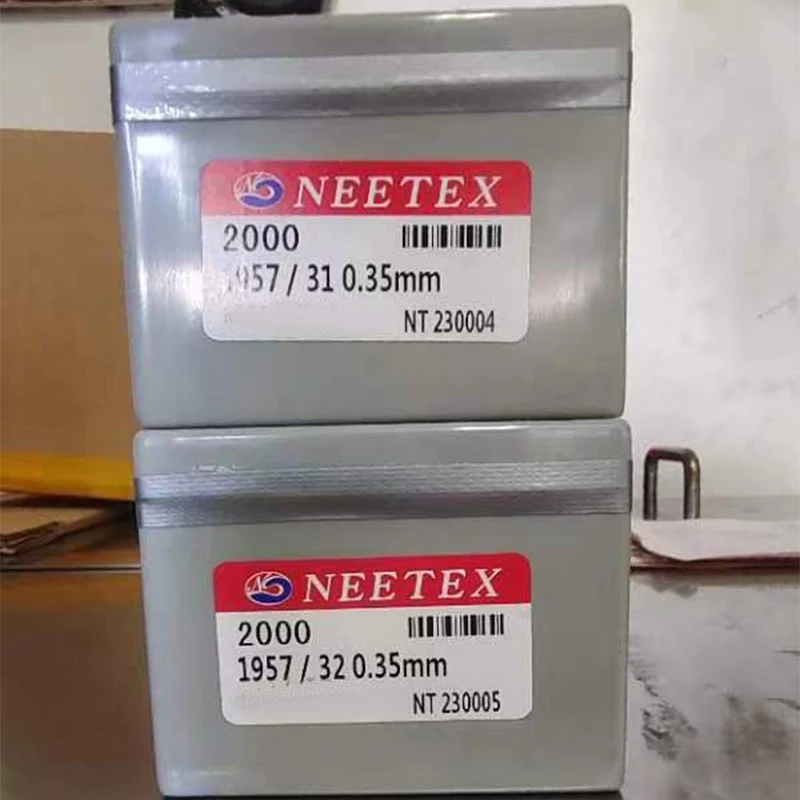 NEETEX
2000
1957 / 31 0.35mm
NT 230004
NEETEX
2000
1957 / 32 0.35mm
NT 230005